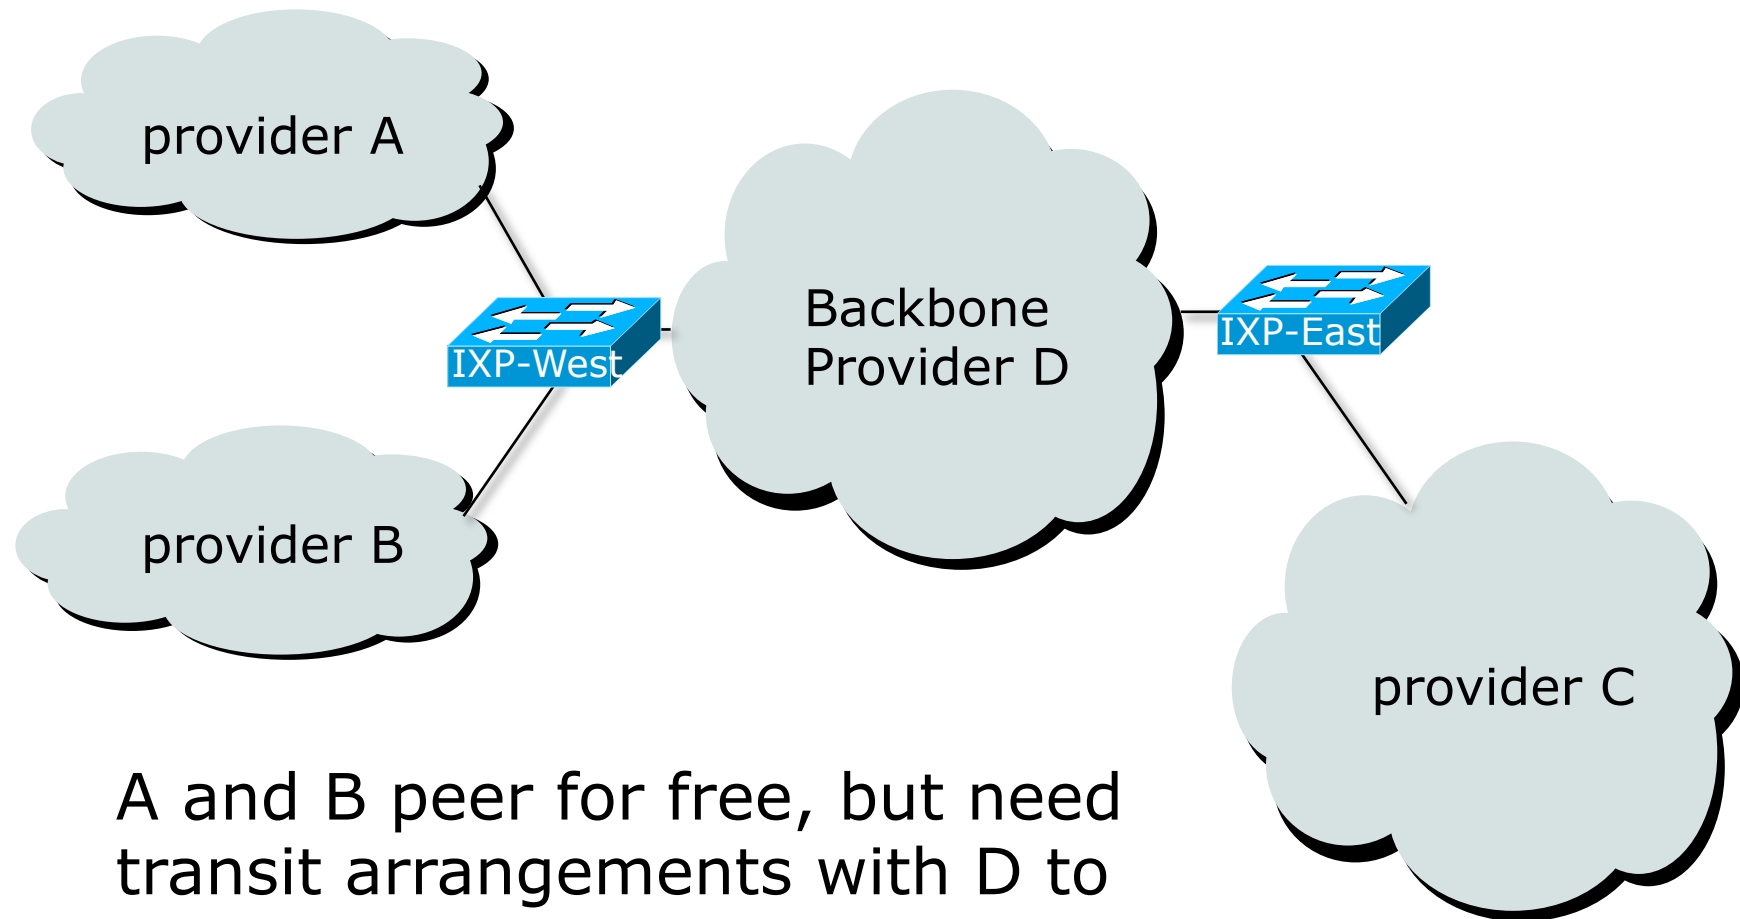 provider A
Backbone
Provider D
IXP-West
IXP-East
provider B
provider C
A and B peer for free, but need
transit arrangements with D to